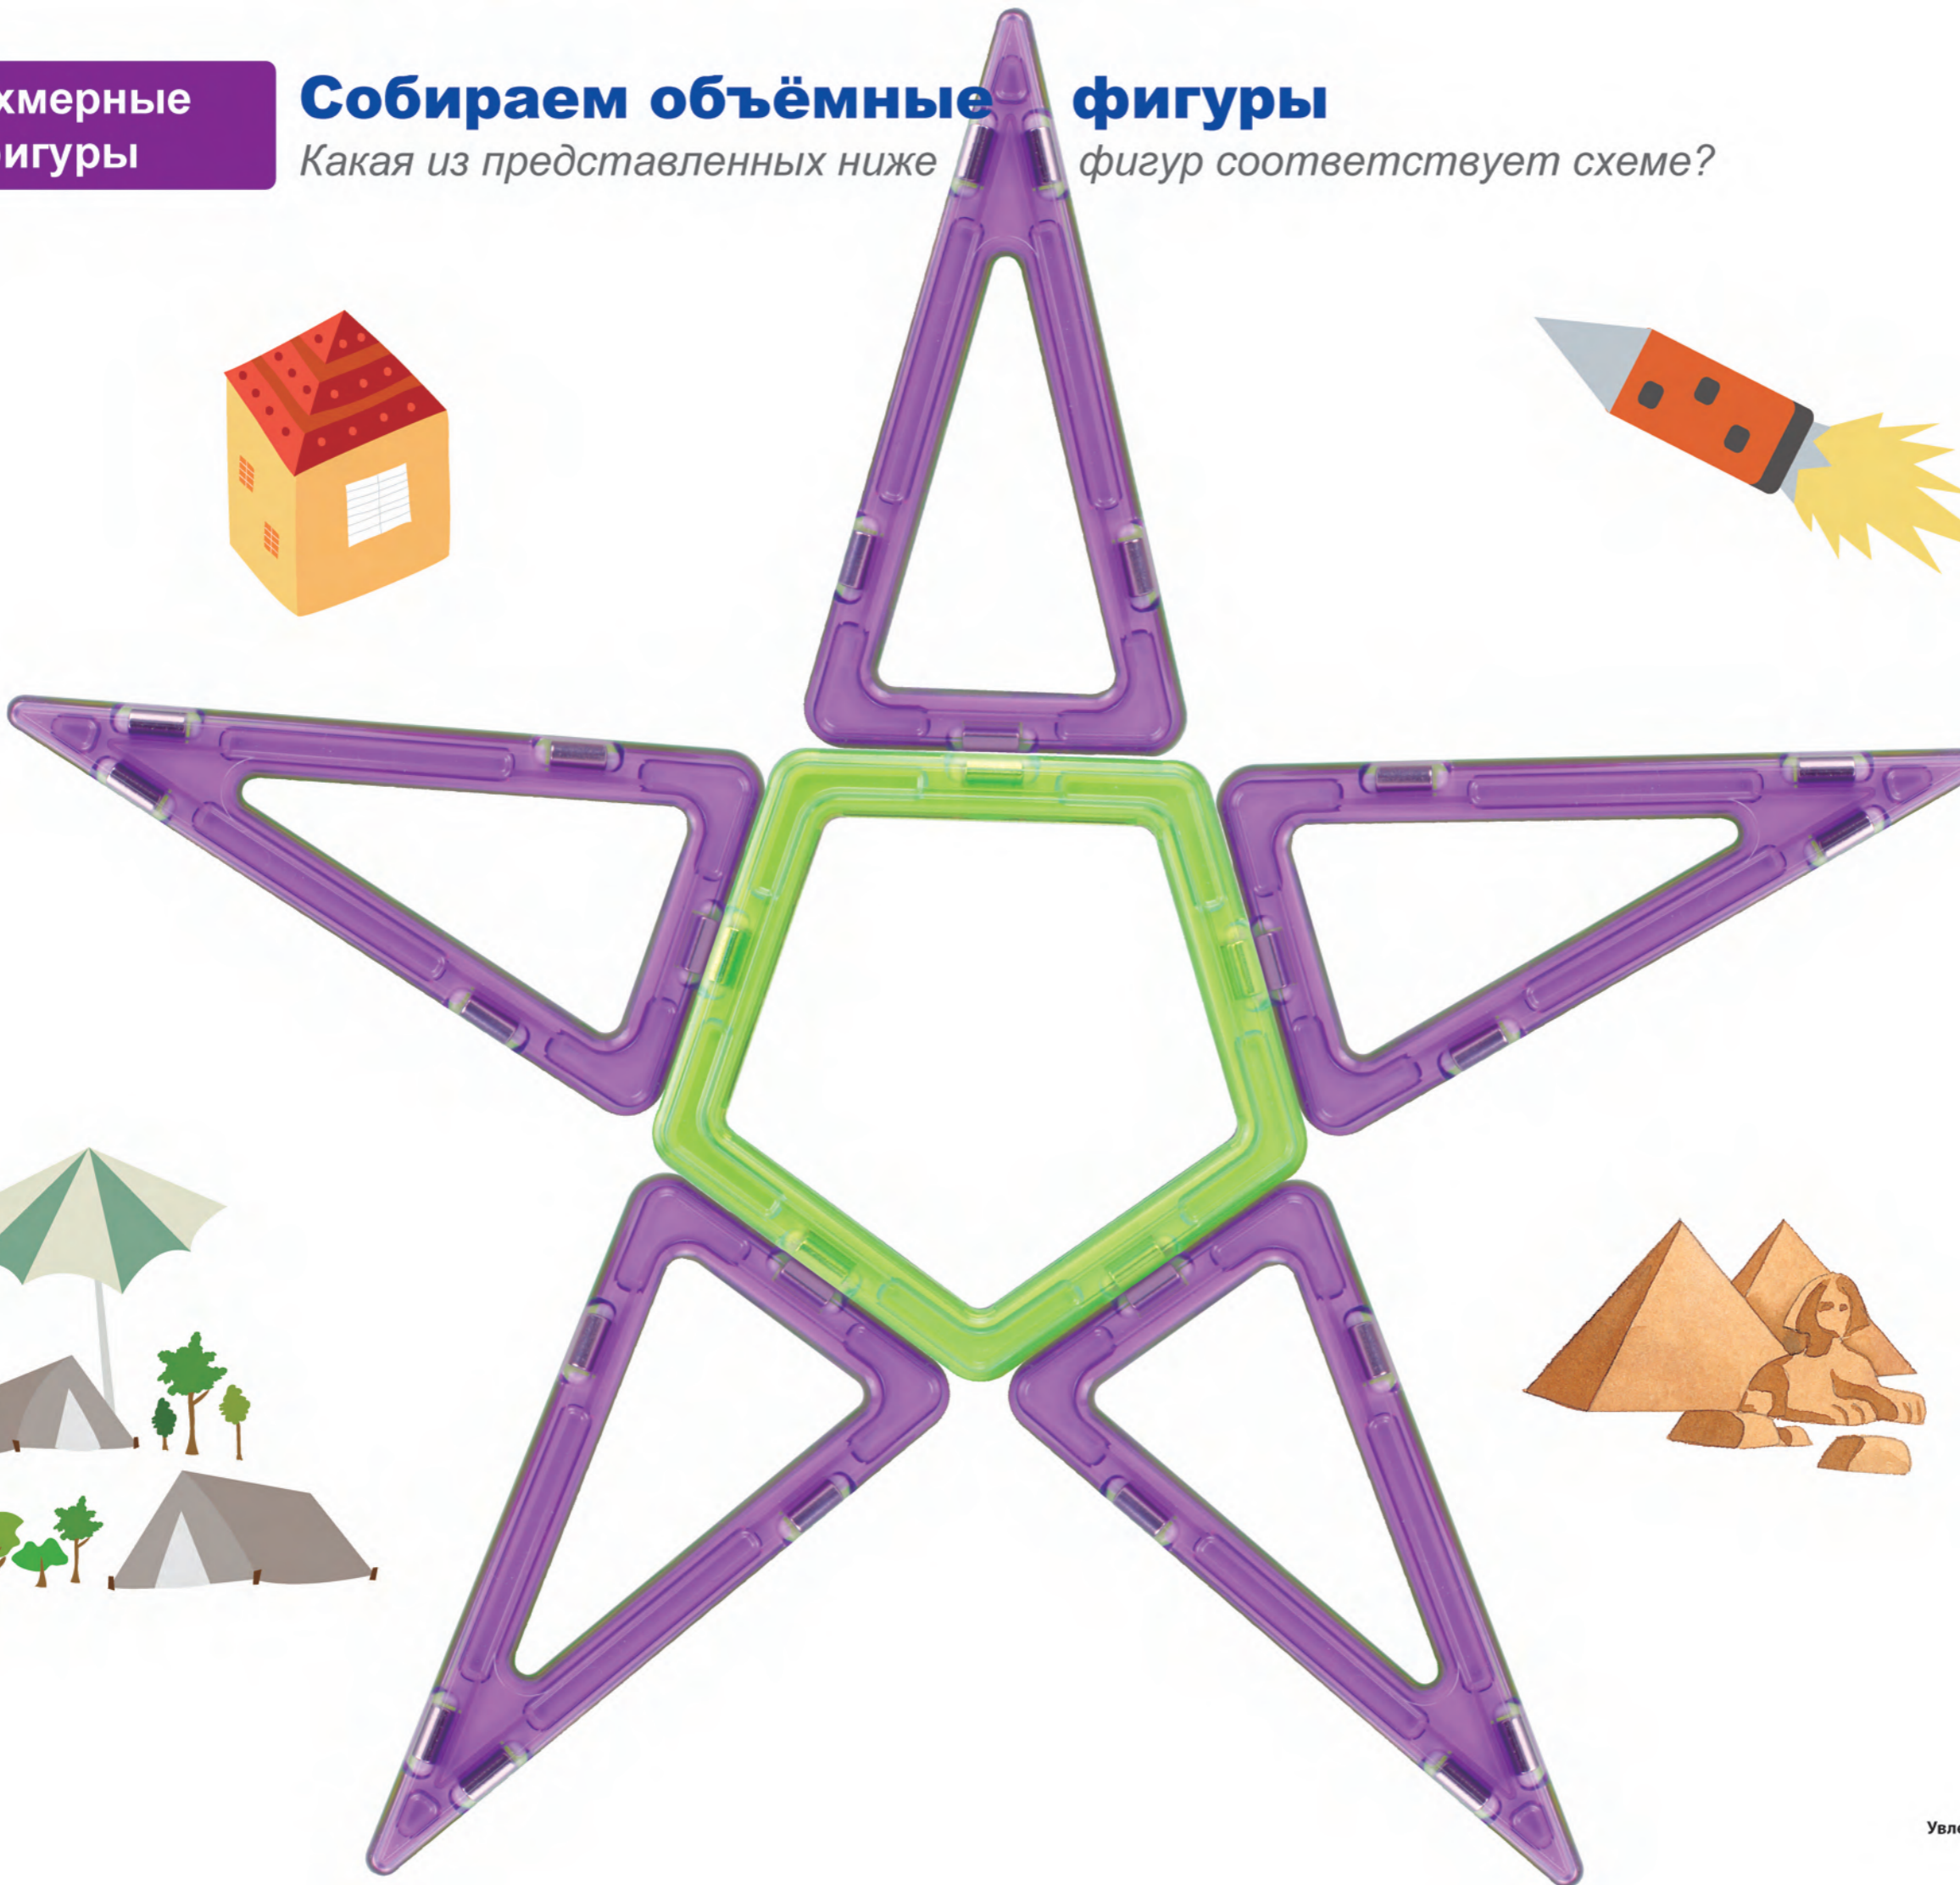 хмерные
игуры
Собираем объёмные фигуры
Какая из представленных ниже фигур соответствует схеме?